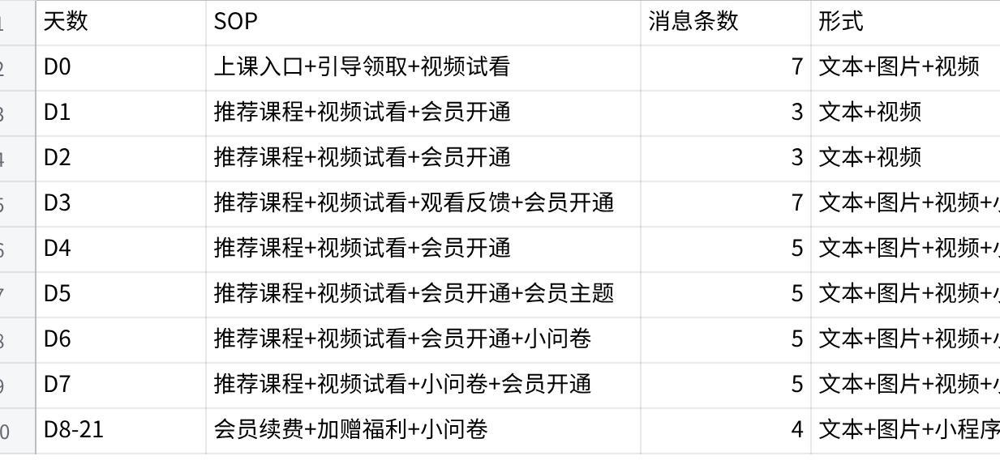 天数 SOP 消息条数 形式
D0 上课入口+引导领取+视频试看 7 文本+图片+视频
D1 推荐课程+视频试看+会员开通 3 文本+视频
D2 推荐课程+视频试看+会员开通 3 文本+视频
D3 推荐课程+视频试看+观看反馈+会员开通 7 文本+图片+视频+
D4 推荐课程+视频试看+会员开通 5 文本+图片+视频+
D5 推荐课程+视频试看+会员开通+会员主题 5 文本+图片+视频+
D6 推荐课程+视频试看+会员开通+小问卷 5 文本+图片+视频+
D7 推荐课程+视频试看+小问卷+会员开通 5 文本+图片+视频+
D8-21 会员续费+加赠福利+小问卷 4 文本+图片+小程序